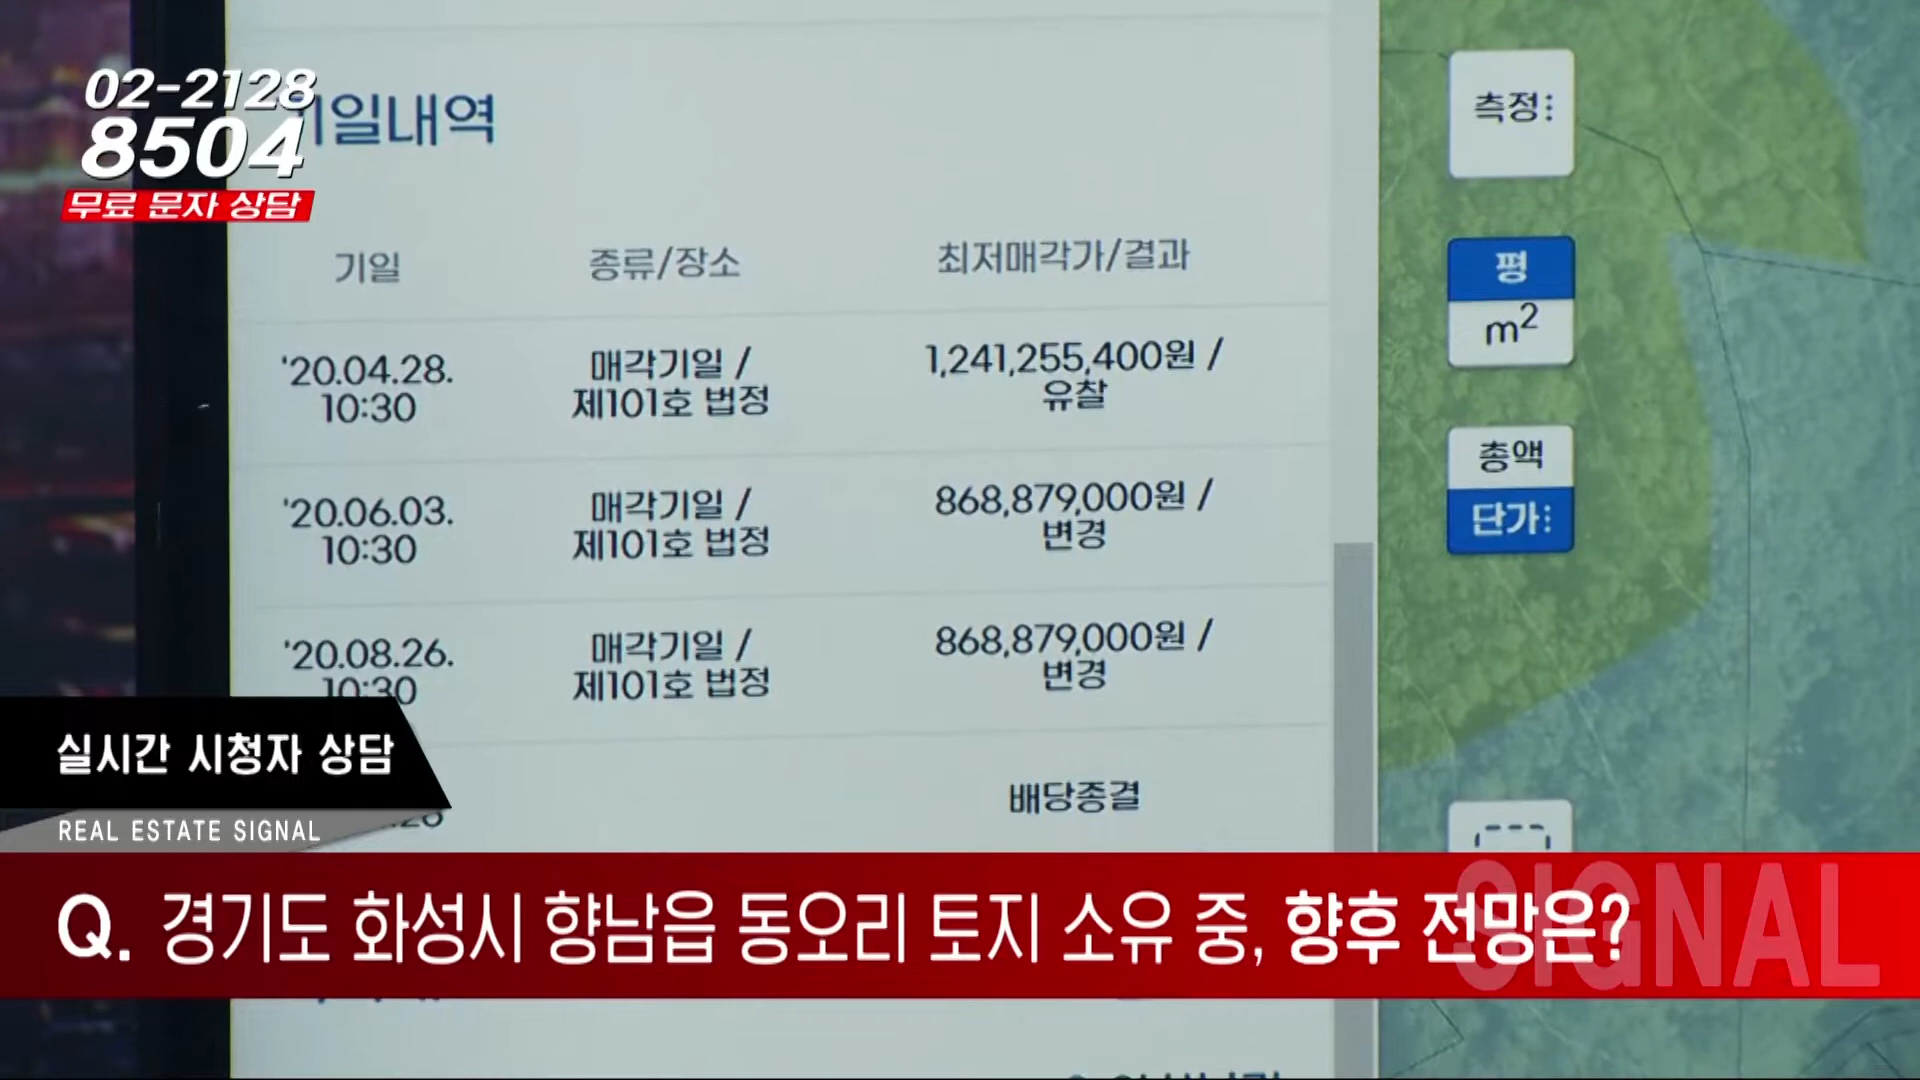 02-2128
8504
무료 문자 상담
기일내역
기일 종류/장소 최저매각가/결과
'20.04.28. 10:30 매각기일 / 제101호 법정 1,241,255,400원 / 유찰
'20.06.03. 10:30 매각기일 / 제101호 법정 868,879,000원 / 변경
'20.08.26. 10:30 매각기일 / 제101호 법정 868,879,000원 / 변경
배당종결
측정
평
m²
총액
단가
실시간 시청자 상담
REAL ESTATE SIGNAL
Q. 경기도 화성시 향남읍 동오리 토지 소유 중, 향후 전망은?
SIGNAL